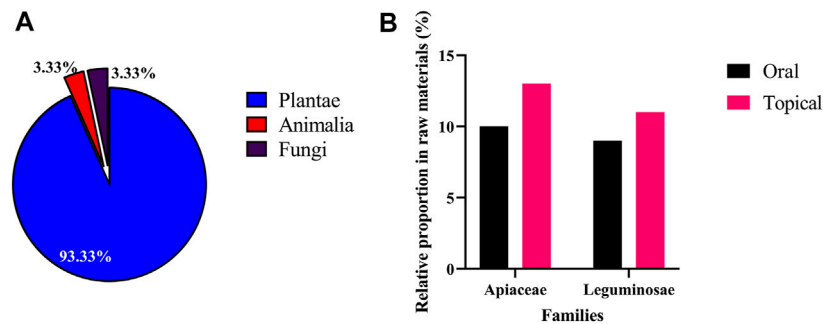 A
3.33%
3.33%
93.33%
Plantae
Animalia
Fungi
B
Relative proportion in raw materials (%)
15
10
5
0
Apiaceae
Leguminosae
Families
Oral
Topical